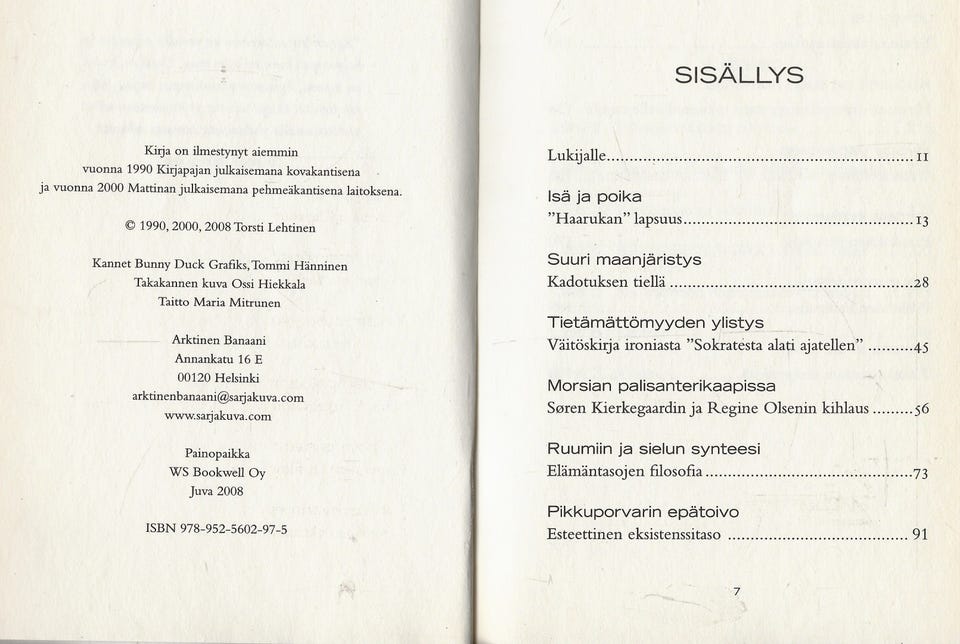 Kirja on ilmestynyt aiemmin
vuonna 1990 Kirjapajan julkaisemana kovakantisena
ja vuonna 2000 Mattinan julkaisemana pehmeäkantisena laitoksena.
© 1990, 2000, 2008 Torsti Lehtinen
Kannet Bunny Duck Grafiks, Tommi Hänninen
Takakannen kuva Ossi Hiekkala
Taitto Maria Mitrunen
Arktinen Banaani
Annankatu 16 E
00120 Helsinki
arktinenbanaani@sarjakuva.com
www.sarjakuva.com
Painopaikka
WS Bookwell Oy
Juva 2008
ISBN 978-952-5602-97-5
SISÄLLYS
Lukijalle 11
Isä ja poika
”Haarukan” lapsuus 13
Suuri maanjäristys
Kadotuksen tiellä 28
Tietämättömyyden ylistys
Väitöskirja ironiasta ”Sokratesta alati ajatellen” 45
Morsian palisanterikaapissa
Søren Kierkegaardin ja Regine Olsenin kihlaus 56
Ruumiin ja sielun synteesi
Elämäntasojen filosofia 73
Pikkuporvarin epätoivo
Esteettinen eksistenssitaso 91
7